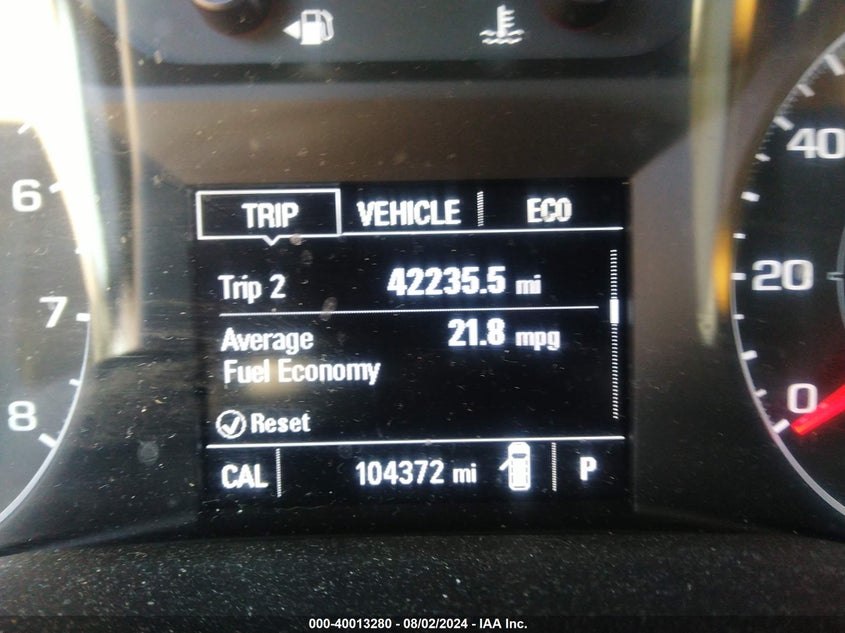 TRIP VEHICLE ECO
Trip 2 42235.5 mi
Average 21.8 mpg
Fuel Economy
Reset
CAL 104372 mi P
6
7
8
40
20
0
000-40013280 - 08/02/2024 - IAA Inc.